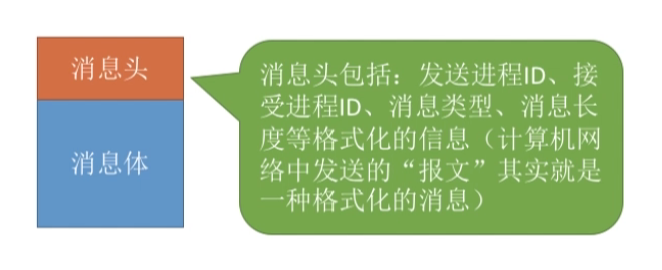 消息头
消息体
消息头包括：发送进程ID、接
受进程ID、消息类型、消息长
度等格式化的信息（计算机网
络中发送的“报文”其实就是
一种格式化的消息）